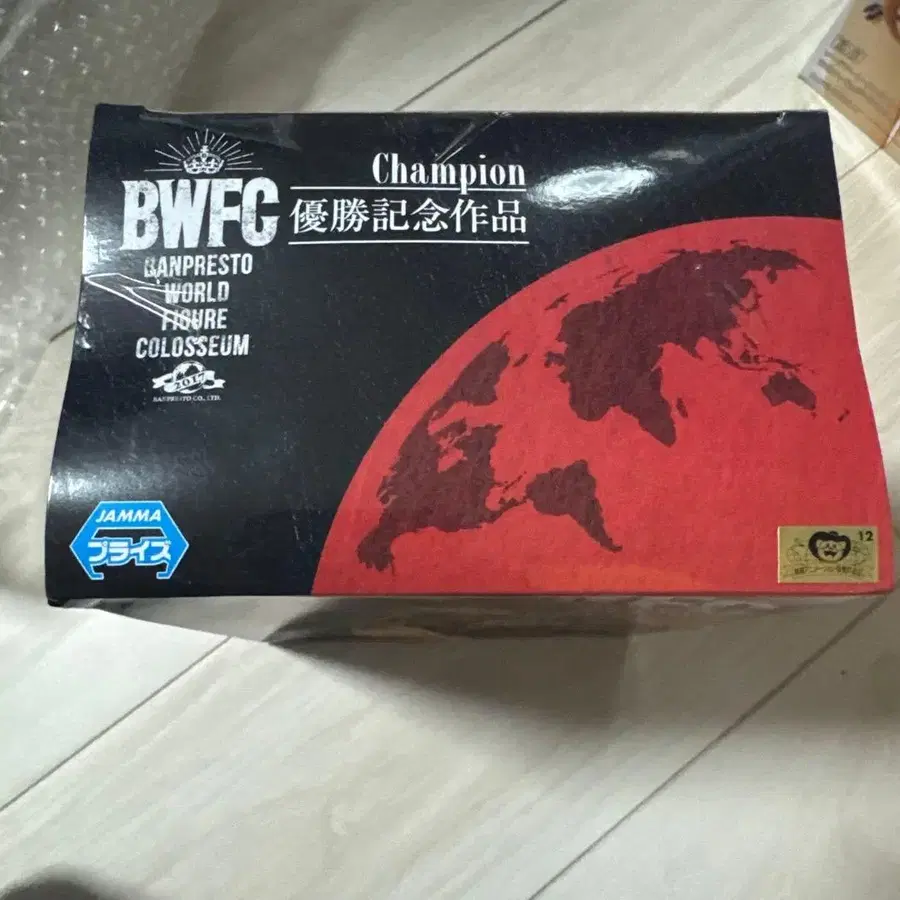 Champion
BWFC
優勝記念作品
BANPRESTO
WORLD
FIGURE
COLOSSEUM
2017
BANPRESTO CO., LTD.
JAMMA
プライズ
12